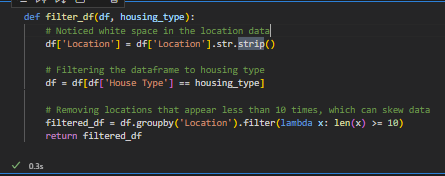 def filter_df(df, housing_type):
# Noticed white space in the location data
df['Location'] = df['Location'].str.strip()
# Filtering the dataframe to housing type
df = df[df['House Type'] == housing_type]
# Removing locations that appear less than 10 times, which can skew data
filtered_df = df.groupby('Location').filter(lambda x: len(x) >= 10)
return filtered_df
0.3s